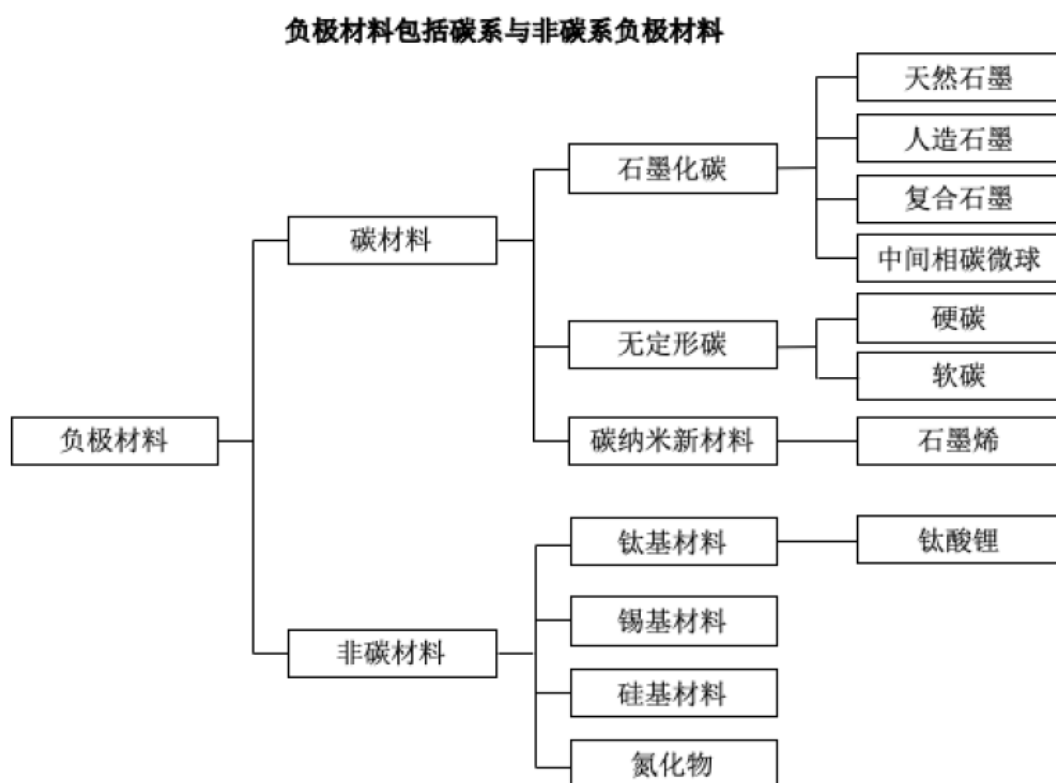 负极材料包括碳系与非碳系负极材料
天然石墨
人造石墨
石墨化碳
复合石墨
碳材料
中间相碳微球
硬碳
无定形碳
软碳
负极材料
碳纳米新材料
石墨烯
钛基材料
钛酸锂
锡基材料
非碳材料
硅基材料
氮化物